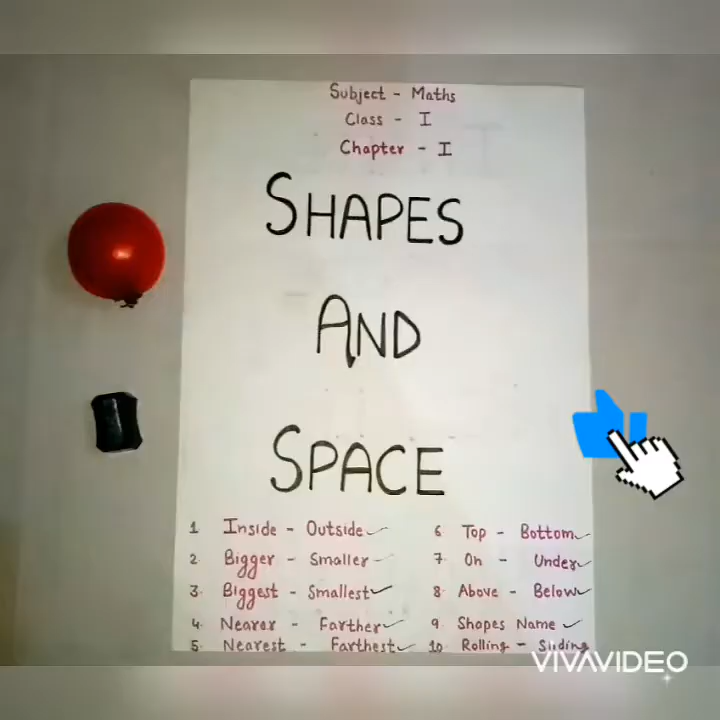 Subject - Maths
Class - I
Chapter - I
SHAPES
AND
SPACE
1 Inside - Outside
2. Bigger - Smaller
3. Biggest - Smallest
4. Nearer - Farther
5. Nearest - Farthest
6 Top - Bottom
7 On - Under
8 Above - Below
9. Shapes Name
10. Rolling - Sliding
VIVAVIDEO